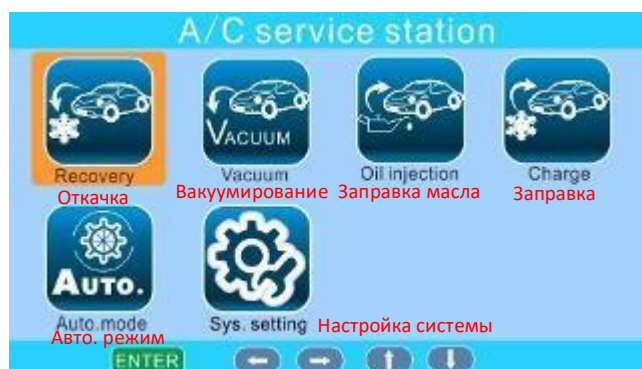 A/C service station
VACUUM
Recovery Vacuum Oil injection Charge
Откачка Вакуумирование Заправка масла Заправка
AUTO.
Auto.mode Sys. setting Настройка системы
Авто. режим
ENTER ← → ↑ ↓